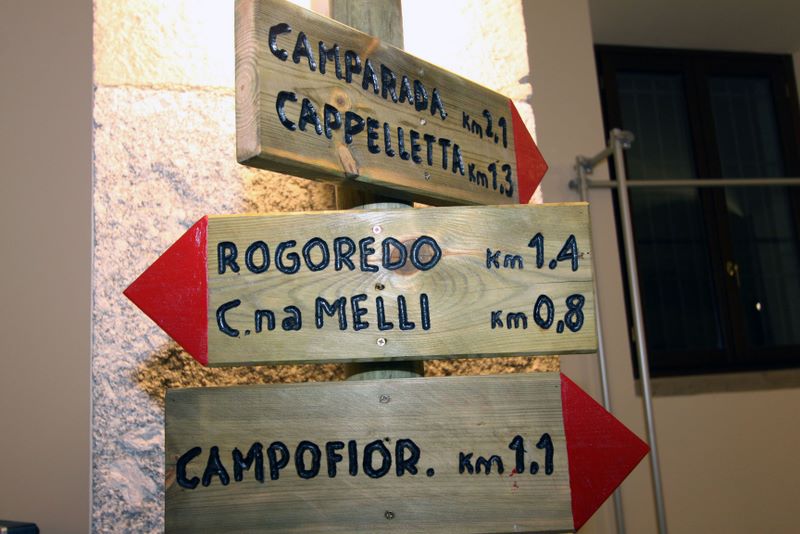 CAMPARADA Km 2,1
CAPPELLETTA Km 1,3
ROGOREDO Km 1.4
C.na MELLI Km 0,8
CAMPOFIOR. Km 1.1